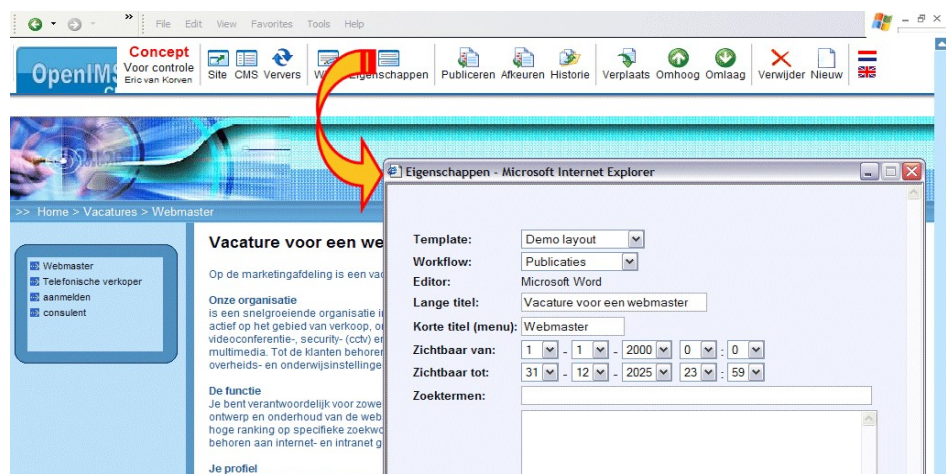 » File Edit View Favorites Tools Help
OpenIMS
Concept
Voor controle
Eric van Korven
Site CMS Ververs Eigenschappen Publiceren Afkeuren Historie Verplaats Omhoog Omlaag Verwijder Nieuw
>> Home > Vacatures > Webmaster
Webmaster
Telefonische verkoper
aanmelden
consulent
Vacature voor een we
Op de marketingafdeling is een vac
Onze organisatie
is een snelgroeiende organisatie i
actief op het gebied van verkoop, o
videoconferentie-, security- (cctv) e
multimedia. Tot de klanten behore
overheids- en onderwijsinstellinge
De functie
Je bent verantwoordelijk voor zowe
ontwerp en onderhoud van de web
hoge ranking op specifieke zoekwo
behoren aan internet- en intranet g
Je profiel
Eigenschappen - Microsoft Internet Explorer
Template: Demo layout
Workflow: Publicaties
Editor: Microsoft Word
Lange titel: Vacature voor een webmaster
Korte titel (menu): Webmaster
Zichtbaar van: 1 - 1 - 2000 0 : 0
Zichtbaar tot: 31 - 12 - 2025 23 : 59
Zoektermen: